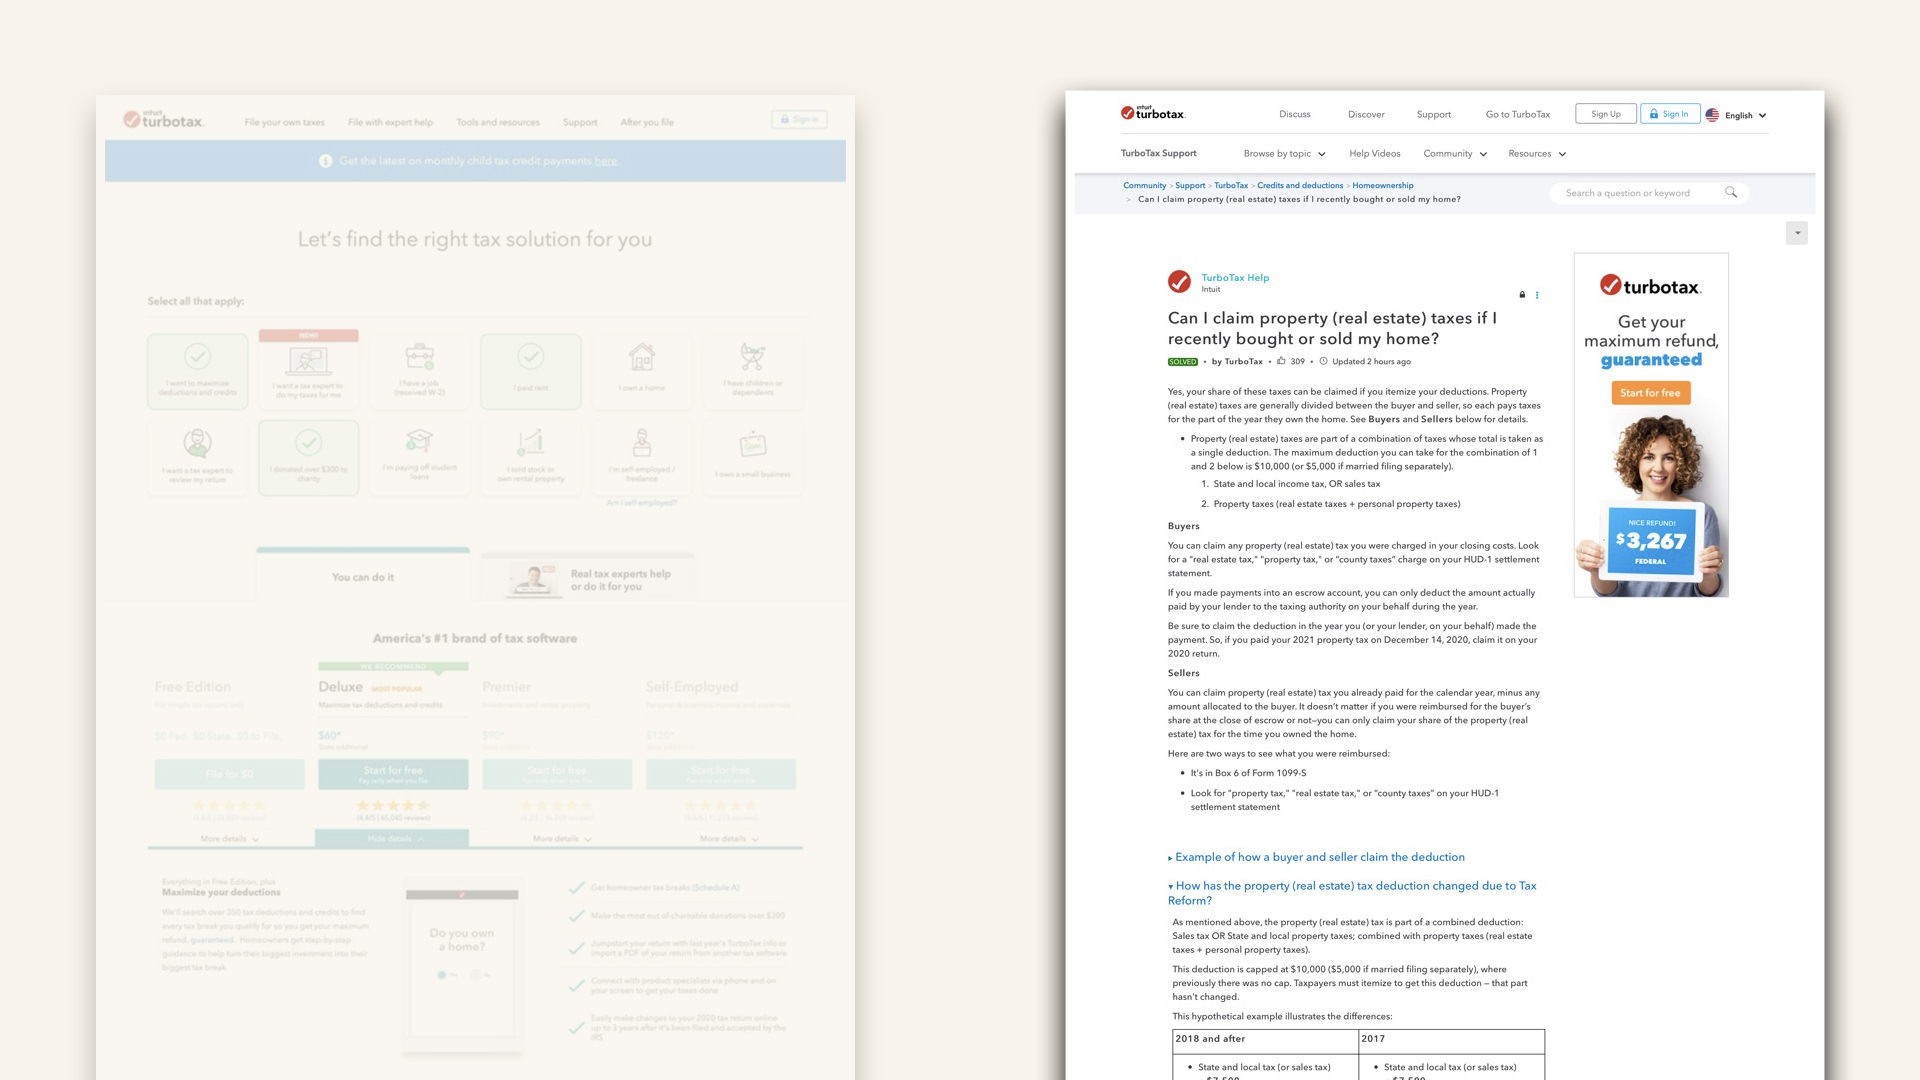 intuit
turbotax.
File your own taxes
File with expert help
Tools and resources
Support
After you file
Sign in
Get the latest on monthly child tax credit payments here.
Let's find the right tax solution for you
Select all that apply:
I want to maximize
deductions and credits
NEW!
I want a tax expert to
do my taxes for me
I have a job
(received W-2)
I paid rent
I own a home
I have children or
dependents
I want a tax expert to
review my return
I donated over $300 to
charity
I'm paying off student
loans
I sold stock or
own rental property
I'm self-employed /
freelance
I own a small business
Am I self-employed?
You can do it
Real tax experts help
or do it for you
America's #1 brand of tax software
WE RECOMMEND
Free Edition
Deluxe MOST POPULAR
Premier
Self-Employed
For simple tax returns only
Maximize tax deductions and credits
Investments and rental property
Personal & business income and expenses
$0 Fed. $0 State. $0 to File.
$60*
State additional
$90*
State additional
$120*
State additional
File for $0
Start for free
Pay only when you file
Start for free
Pay only when you file
Start for free
Pay only when you file
(4.4/5 | 65,045 reviews)
More details
Hide details
More details
More details
Everything in Free Edition, plus
Maximize your deductions
We'll search over 350 tax deductions and credits to find
every tax break you qualify for so you get your maximum
refund, guaranteed. Homeowners get step-by-step
guidance to help turn their biggest investment into their
biggest tax break.
Do you own
a home?
Yes
No
Get homeowner tax breaks (Schedule A)
Make the most out of charitable donations over $300
Jumpstart your return with last year's TurboTax info or
import a PDF of your return from another tax software
Connect with product specialists via phone and on
your screen to get your taxes done
Easily make changes to your 2020 tax return online
up to 3 years after it's been filed and accepted by the
IRS
intuit
turbotax.
Discuss
Discover
Support
Go to TurboTax
Sign Up
Sign In
English
TurboTax Support
Browse by topic
Help Videos
Community
Resources
Community > Support > TurboTax > Credits and deductions > Homeownership
> Can I claim property (real estate) taxes if I recently bought or sold my home?
Search a question or keyword
TurboTax Help
Intuit
Can I claim property (real estate) taxes if I
recently bought or sold my home?
SOLVED • by TurboTax • 309 • Updated 2 hours ago
Yes, your share of these taxes can be claimed if you itemize your deductions. Property
(real estate) taxes are generally divided between the buyer and seller, so each pays taxes
for the part of the year they own the home. See Buyers and Sellers below for details.
• Property (real estate) taxes are part of a combination of taxes whose total is taken as
a single deduction. The maximum deduction you can take for the combination of 1
and 2 below is $10,000 (or $5,000 if married filing separately).
1. State and local income tax, OR sales tax
2. Property taxes (real estate taxes + personal property taxes)
Buyers
You can claim any property (real estate) tax you were charged in your closing costs. Look
for a "real estate tax," "property tax," or "county taxes" charge on your HUD-1 settlement
statement.
If you made payments into an escrow account, you can only deduct the amount actually
paid by your lender to the taxing authority on your behalf during the year.
Be sure to claim the deduction in the year you (or your lender, on your behalf) made the
payment. So, if you paid your 2021 property tax on December 14, 2020, claim it on your
2020 return.
Sellers
You can claim property (real estate) tax you already paid for the calendar year, minus any
amount allocated to the buyer. It doesn't matter if you were reimbursed for the buyer's
share at the close of escrow or not—you can only claim your share of the property (real
estate) tax for the time you owned the home.
Here are two ways to see what you were reimbursed:
• It's in Box 6 of Form 1099-S
• Look for "property tax," "real estate tax," or "county taxes" on your HUD-1
settlement statement
Example of how a buyer and seller claim the deduction
How has the property (real estate) tax deduction changed due to Tax
Reform?
As mentioned above, the property (real estate) tax is part of a combined deduction:
Sales tax OR State and local property taxes; combined with property taxes (real estate
taxes + personal property taxes).
This deduction is capped at $10,000 ($5,000 if married filing separately), where
previously there was no cap. Taxpayers must itemize to get this deduction – that part
hasn't changed.
This hypothetical example illustrates the differences:
2018 and after
2017
• State and local tax (or sales tax)
• State and local tax (or sales tax)
turbotax.
Get your
maximum refund,
guaranteed
Start for free
NICE REFUND!
$3,267
FEDERAL